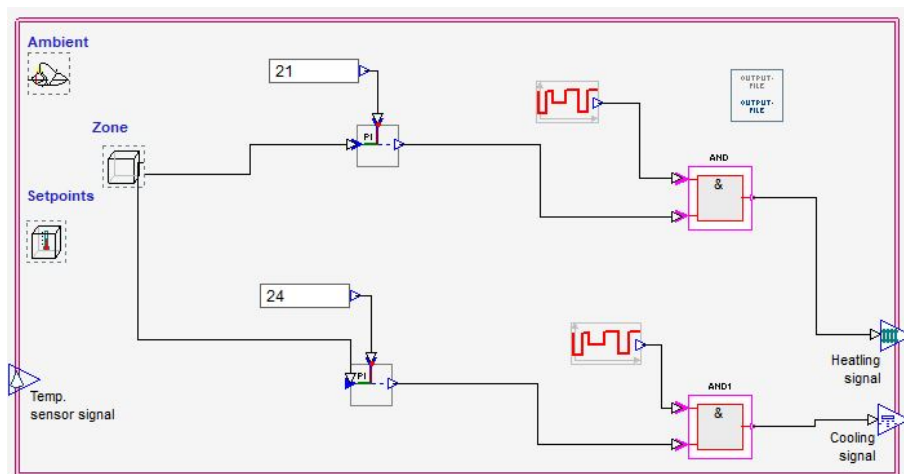 Ambient
21
OUTPUT-
FILE
OUTPUT-
FILE
Zone
PI
AND
&
Setpoints
24
PI
AND1
&
Heatling
signal
Temp.
sensor signal
Cooling
signal